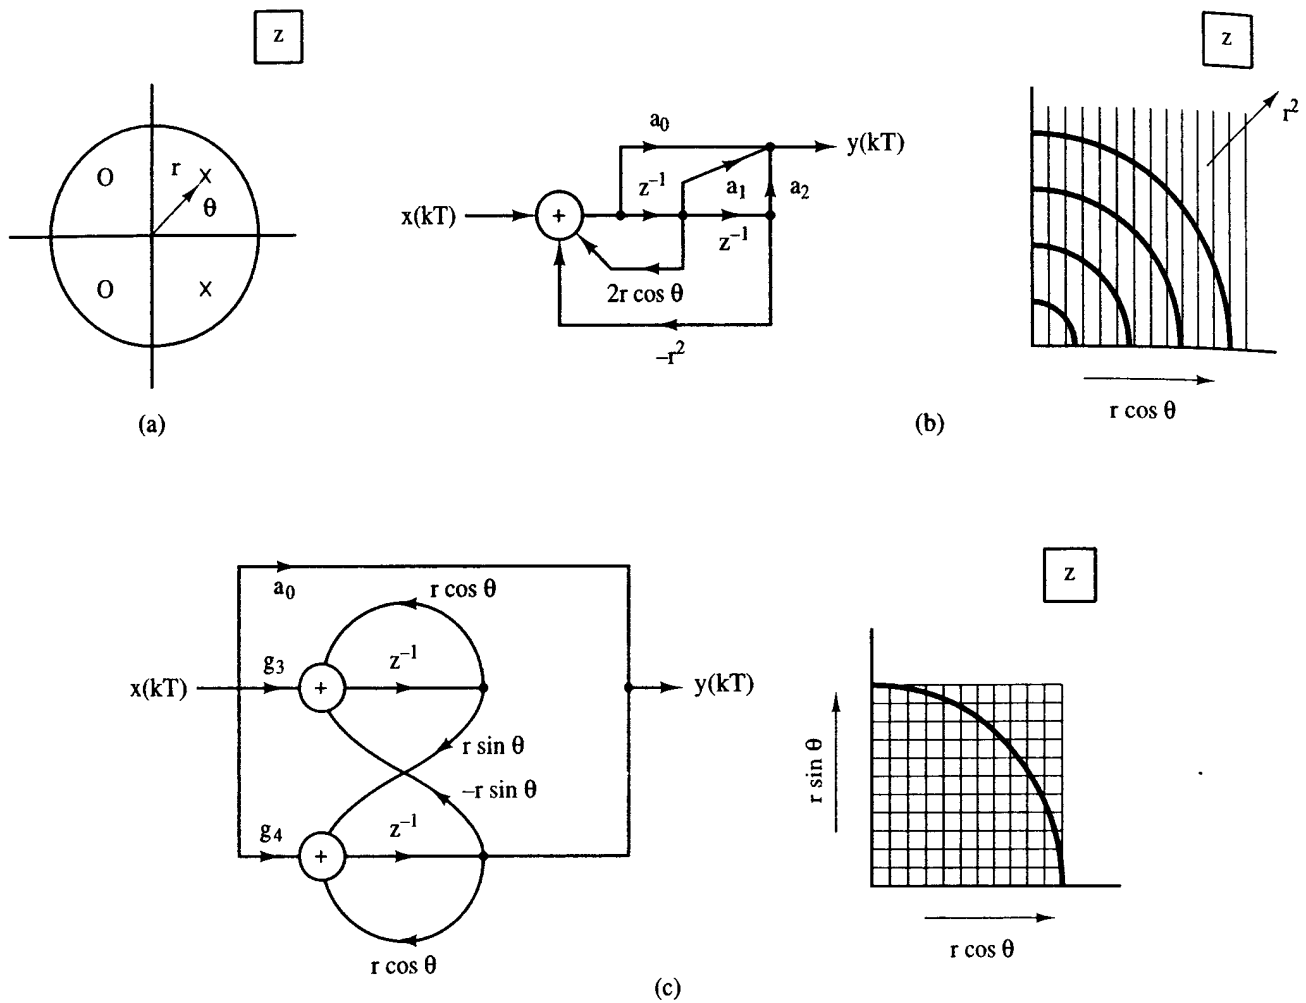 z
r
O
X
θ
O
X
(a)
a₀
y(kT)
z⁻¹
a₁
a₂
x(kT)
+
z⁻¹
2r cos θ
−r²
z
r²
r cos θ
(b)
a₀
r cos θ
g₃
z⁻¹
x(kT)
+
y(kT)
r sin θ
−r sin θ
g₄
z⁻¹
+
r cos θ
z
r sin θ
r cos θ
(c)